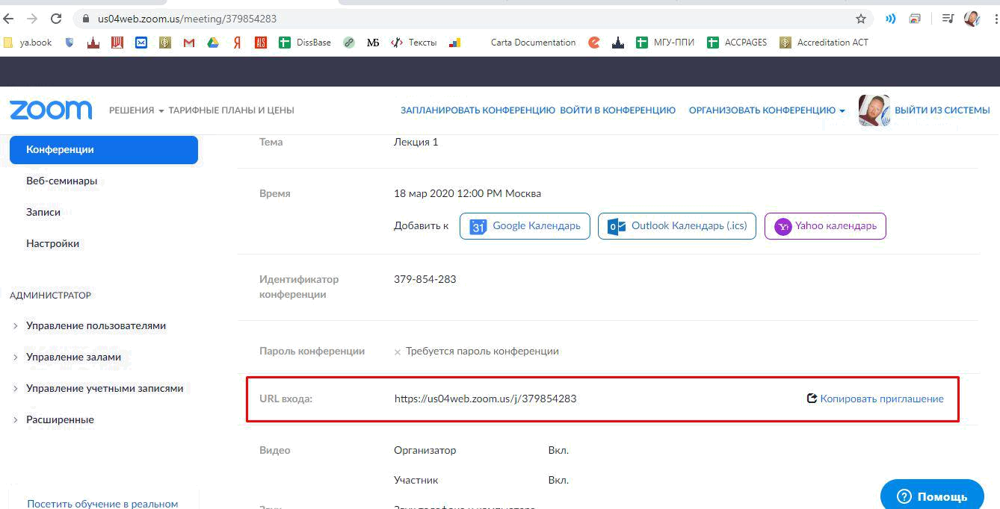 us04web.zoom.us/meeting/379854283
ya.book DissBase МБ Тексты Carta Documentation МГУ-ППИ ACCPAGES Accreditation ACT
zoom РЕШЕНИЯ ТАРИФНЫЕ ПЛАНЫ И ЦЕНЫ ЗАПЛАНИРОВАТЬ КОНФЕРЕНЦИЮ ВОЙТИ В КОНФЕРЕНЦИЮ ОРГАНИЗОВАТЬ КОНФЕРЕНЦИЮ ВЫЙТИ ИЗ СИСТЕМЫ
Конференции
Веб-семинары
Записи
Настройки
АДМИНИСТРАТОР
Управление пользователями
Управление залами
Управление учетными записями
Расширенные
Посетить обучение в реальном
Тема Лекция 1
Время 18 мар 2020 12:00 PM Москва
Добавить к 31 Google Календарь Outlook Календарь (.ics) Yahoo календарь
Идентификатор 379-854-283
конференции
Пароль конференции × Требуется пароль конференции
URL входа: https://us04web.zoom.us/j/379854283 Копировать приглашение
Видео Организатор Вкл.
Участник Вкл.
? Помощь